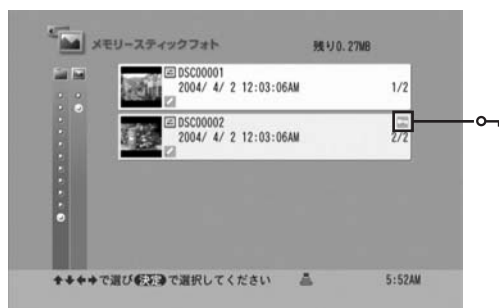 メモリースティックフォト
残り0.27MB
DSC00001
2004/ 4/ 2 12:03:06AM
1/2
DSC00002
2004/ 4/ 2 12:03:06AM
2/2
↑↓←→で選び 決定 で選択してください
5:52AM